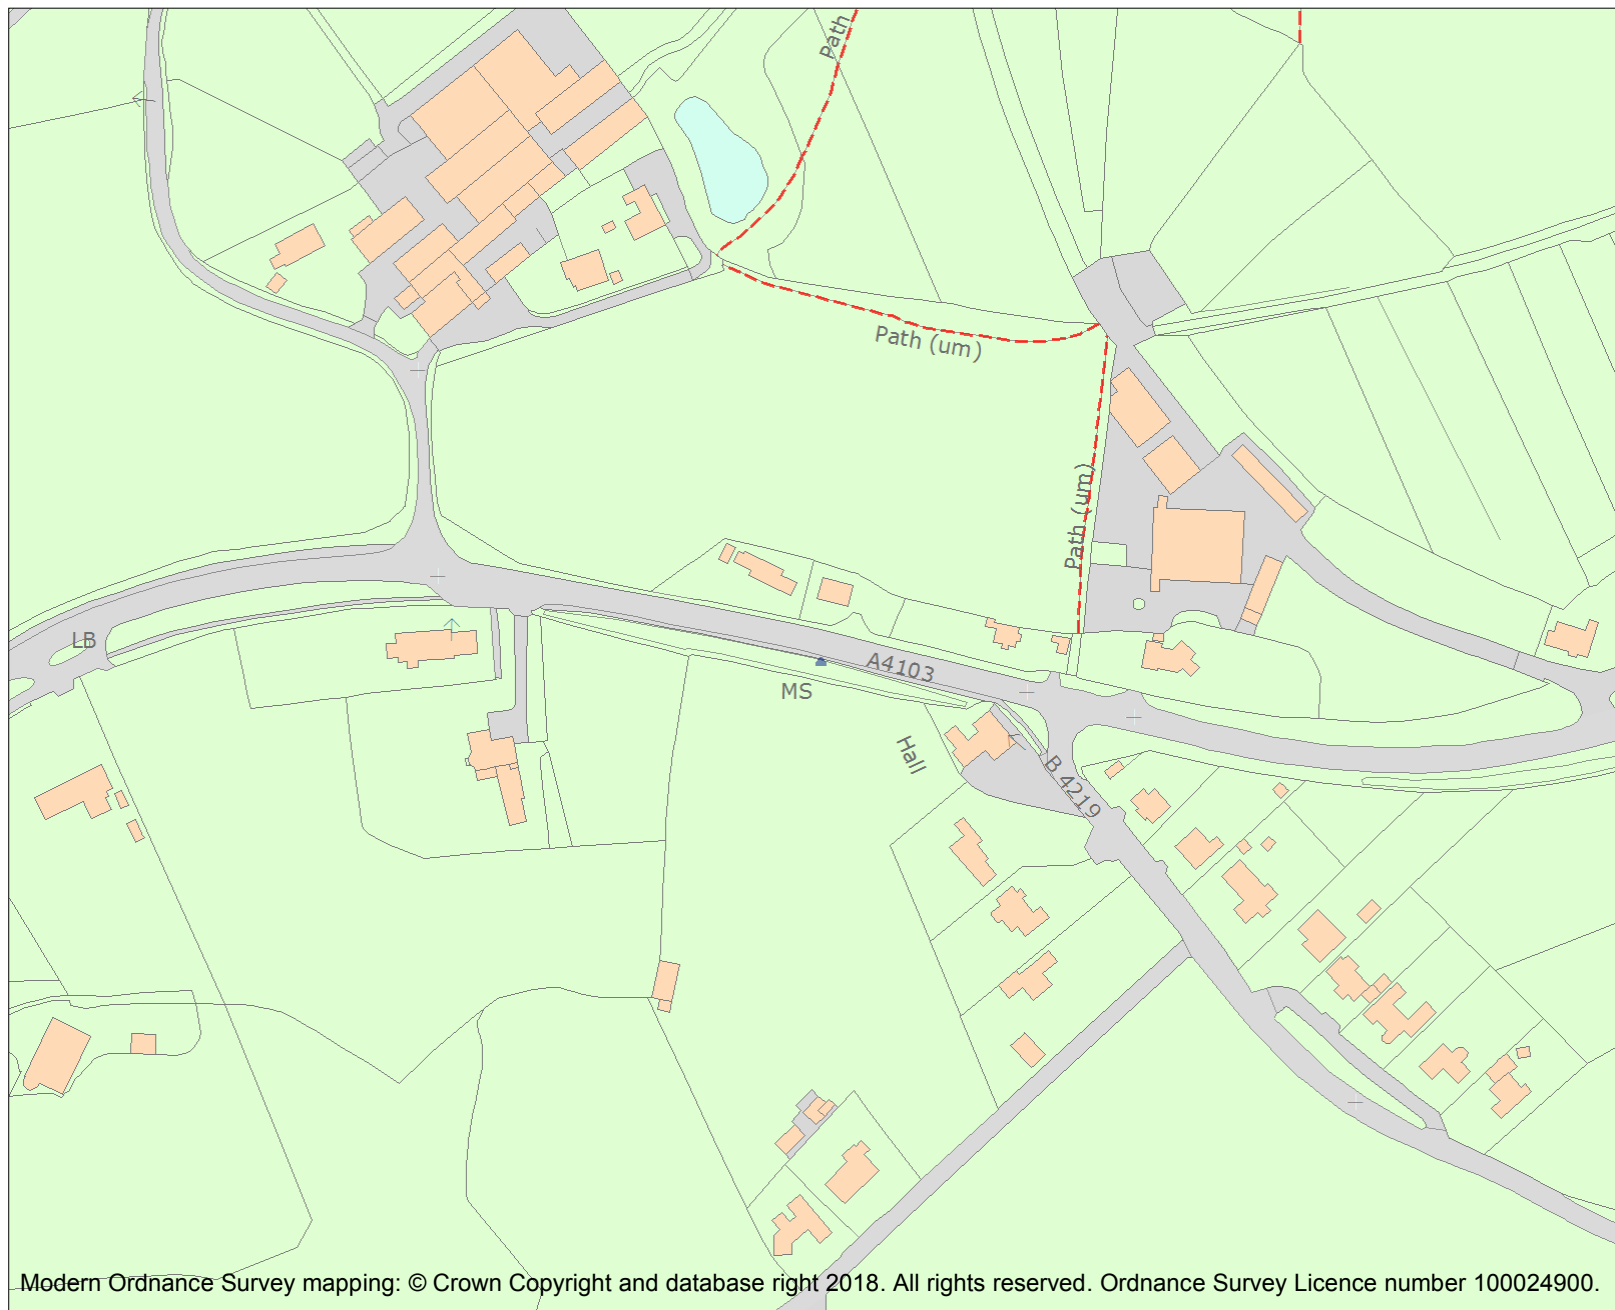 Path
Path (um)
Path (um)
LB
A4103
MS
Hall
B 4219
Modern Ordnance Survey mapping: © Crown Copyright and database right 2018. All rights reserved. Ordnance Survey Licence number 100024900.